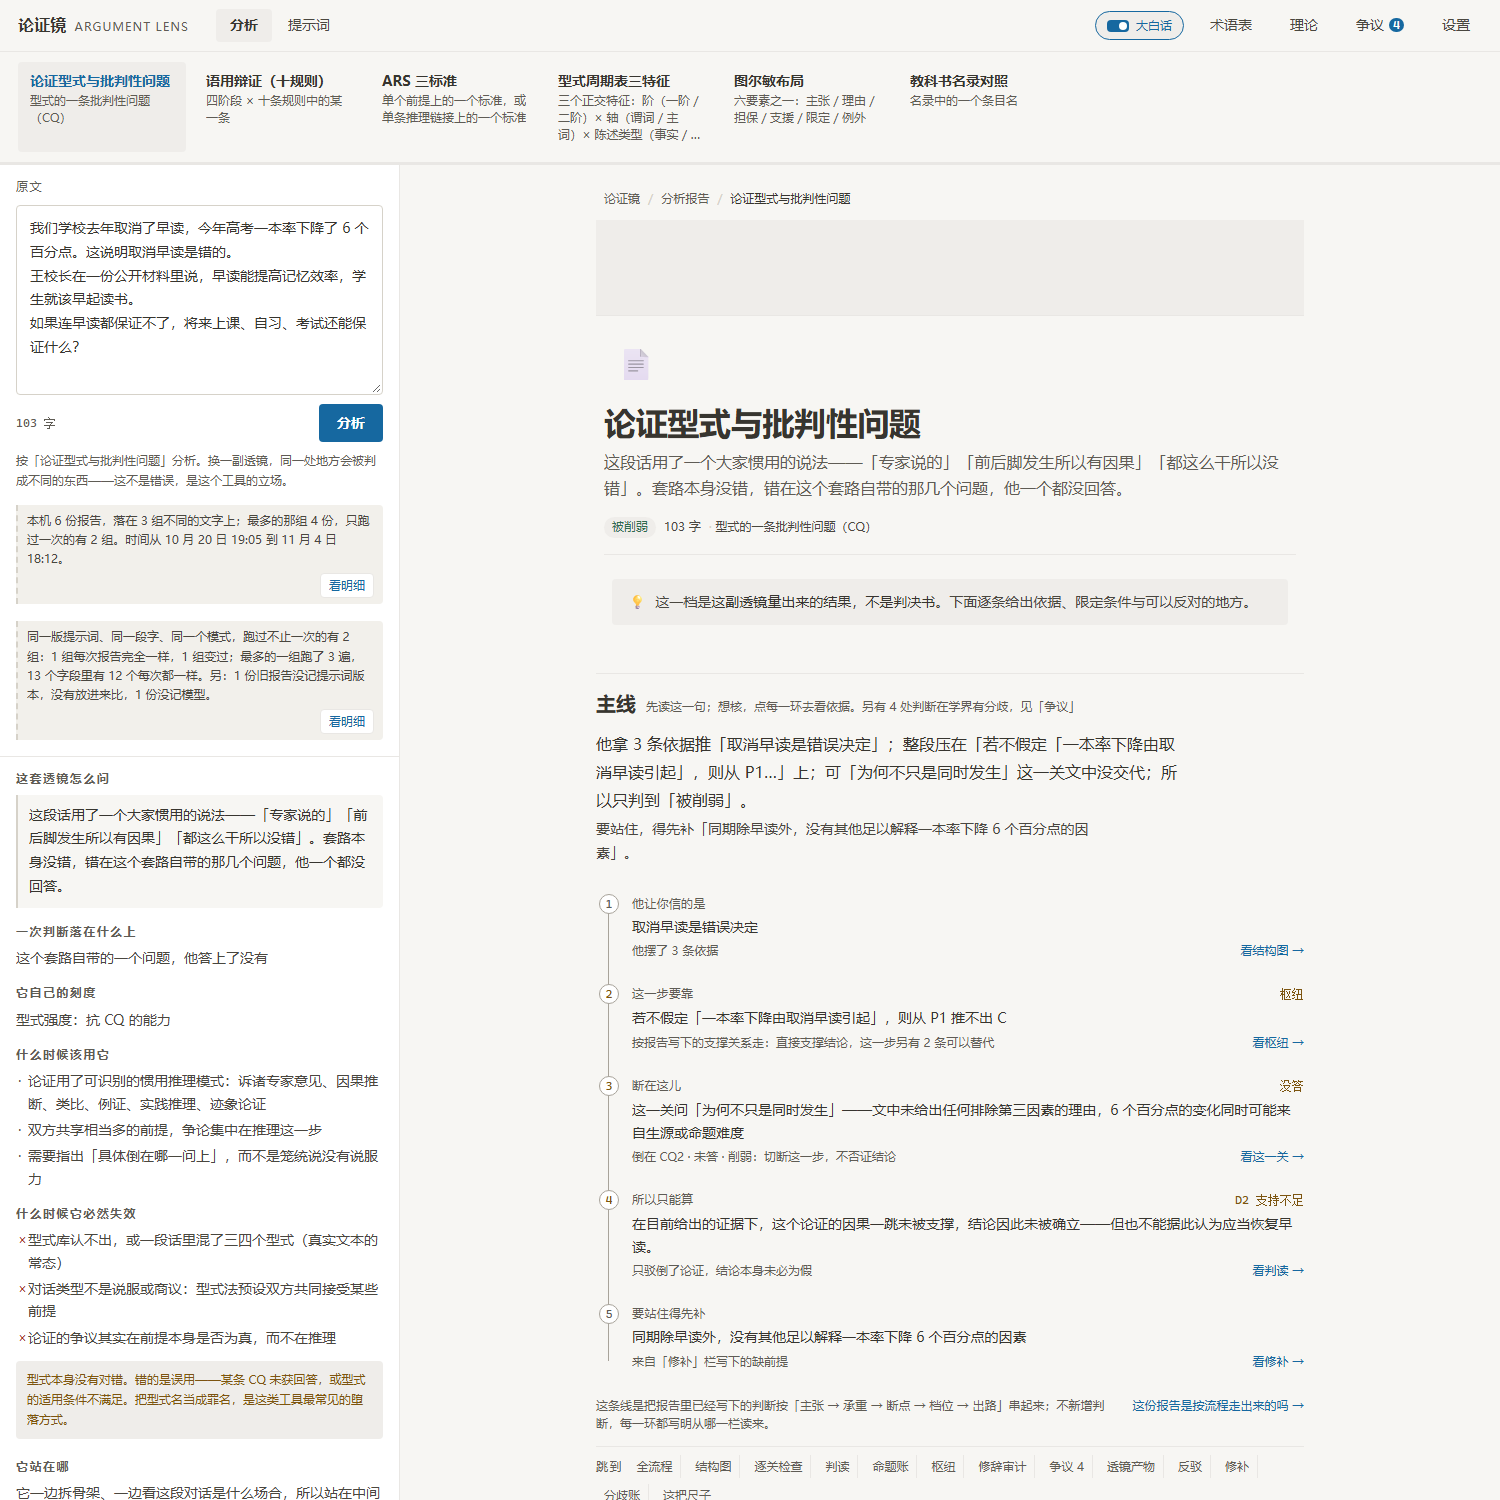 论证镜 ARGUMENT LENS 分析 提示词 大白话 术语表 理论 争议 4 设置
论证型式与批判性问题
型式的一条批判性问题
（CQ）
语用辩证（十规则）
四阶段 × 十条规则中的某
一条
ARS 三标准
单个前提上的一个标准，或
单条推理链接上的一个标准
型式周期表三特征
三个正交特征：阶（一阶 /
二阶）× 轴（谓词 / 主
词）× 陈述类型（事实 / ...
图尔敏布局
六要素之一：主张 / 理由 /
担保 / 支援 / 限定 / 例外
教科书名录对照
名录中的一个条目名
原文
我们学校去年取消了早读，今年高考一本率下降了 6 个
百分点。这说明取消早读是错的。
王校长在一份公开材料里说，早读能提高记忆效率，学
生就该早起读书。
如果连早读都保证不了，将来上课、自习、考试还能保
证什么？
103 字
分析
按「论证型式与批判性问题」分析。换一副透镜，同一处地方会被判
成不同的东西——这不是错误，是这个工具的立场。
本机 6 份报告，落在 3 组不同的文字上；最多的那组 4 份，只跑
过一次的有 2 组。时间从 10 月 20 日 19:05 到 11 月 4 日
18:12。
看明细
同一版提示词、同一段字、同一个模式，跑过不止一次的有 2
组：1 组每次报告完全一样，1 组变过；最多的一组跑了 3 遍，
13 个字段里有 12 个每次都一样。另：1 份旧报告没记提示词版
本，没有放进来比，1 份没记模型。
看明细
这套透镜怎么问
这段话用了一个大家惯用的说法——「专家说的」「前
后脚发生所以有因果」「都这么干所以没错」。套路本
身没错，错在这个套路自带的那几个问题，他一个都没
回答。
一次判断落在什么上
这个套路自带的一个问题，他答上了没有
它自己的刻度
型式强度：抗 CQ 的能力
什么时候该用它
· 论证用了可识别的惯用推理模式：诉诸专家意见、因果推
断、类比、例证、实践推理、迹象论证
· 双方共享相当多的前提，争论集中在推理这一步
· 需要指出「具体倒在哪一问上」，而不是笼统说没有说服
力
什么时候它必然失效
×型式库认不出，或一段话里混了三四个型式（真实文本的
常态）
×对话类型不是说服或商议：型式法预设双方共同接受某些
前提
×论证的争议其实在前提本身是否为真，而不在推理
型式本身没有对错。错的是误用——某条 CQ 未获回答，或型式
的适用条件不满足。把型式名当成罪名，是这类工具最常见的堕
落方式。
它站在哪
它一边拆骨架、一边看这段对话是什么场合，所以站在中间
论证镜 / 分析报告 / 论证型式与批判性问题
论证型式与批判性问题
这段话用了一个大家惯用的说法——「专家说的」「前后脚发生所以有因果」「都这么干所以没
错」。套路本身没错，错在这个套路自带的那几个问题，他一个都没回答。
被削弱 103 字 · 型式的一条批判性问题（CQ）
这一档是这副透镜量出来的结果，不是判决书。下面逐条给出依据、限定条件与可以反对的地方。
主线 先读这一句；想核，点每一环去看依据。另有 4 处判断在学界有分歧，见「争议」
他拿 3 条依据推「取消早读是错误决定」；整段压在「若不假定「一本率下降由取
消早读引起」，则从 P1…」上；可「为何不只是同时发生」这一关文中没交代；所
以只判到「被削弱」。
要站住，得先补「同期除早读外，没有其他足以解释一本率下降 6 个百分点的因
素」。
1 他让你信的是
取消早读是错误决定
他摆了 3 条依据 看结构图 →
2 这一步要靠 枢纽
若不假定「一本率下降由取消早读引起」，则从 P1 推不出 C
按报告写下的支撑关系走：直接支撑结论，这一步另有 2 条可以替代 看枢纽 →
3 断在这儿 没答
这一关问「为何不只是同时发生」——文中未给出任何排除第三因素的理由，6 个百分点的变化同时可能来
自生源或命题难度
倒在 CQ2 · 未答 · 削弱：切断这一步，不否证结论 看这一关 →
4 所以只能算 D2 支持不足
在目前给出的证据下，这个论证的因果一跳未被支撑，结论因此未被确立——但也不能据此认为应当恢复早
读。
只驳倒了论证，结论本身未必为假 看判读 →
5 要站住得先补
同期除早读外，没有其他足以解释一本率下降 6 个百分点的因素
来自「修补」栏写下的缺前提 看修补 →
这条线是把报告里已经写下的判断按「主张 → 承重 → 断点 → 档位 → 出路」串起来；不新增判
断，每一环都写明从哪一栏读来。
这份报告是按流程走出来的吗 →
跳到 全流程 结构图 逐关检查 判读 命题账 枢纽 修辞审计 争议 4 透镜产物 反驳 修补
分歧账 这把尺子